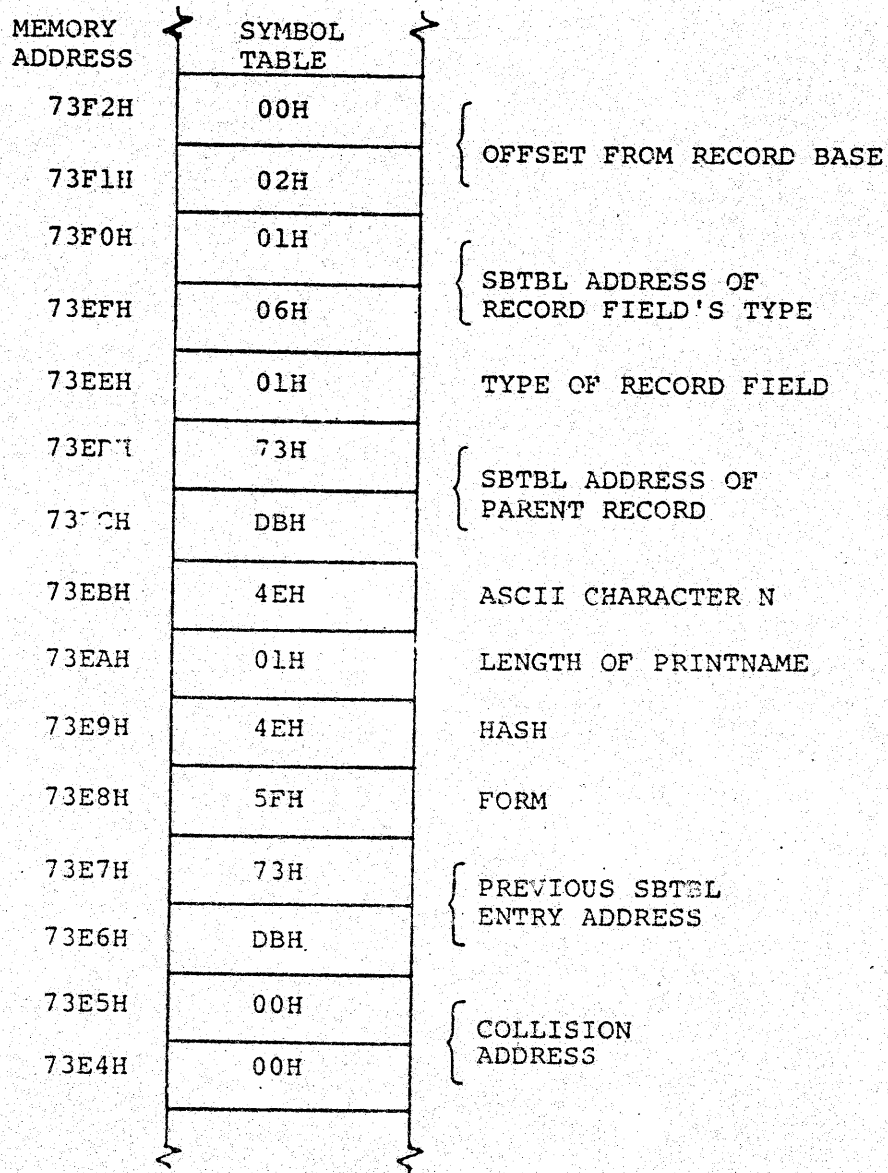 MEMORY SYMBOL
ADDRESS TABLE
73F2H 00H
OFFSET FROM RECORD BASE
73F1H 02H
73F0H 01H
SBTBL ADDRESS OF
RECORD FIELD'S TYPE
73EFH 06H
73EEH 01H TYPE OF RECORD FIELD
73H
SBTBL ADDRESS OF
PARENT RECORD
DBH
73EBH 4EH ASCII CHARACTER N
73EAH 01H LENGTH OF PRINTNAME
73E9H 4EH HASH
73E8H 5FH FORM
73E7H 73H
PREVIOUS SBTBL
ENTRY ADDRESS
73E6H DBH
73E5H 00H
COLLISION
ADDRESS
73E4H 00H